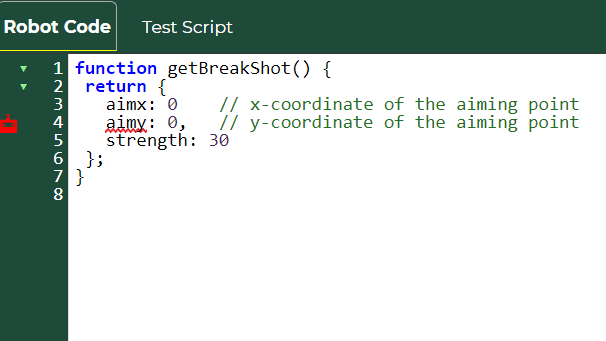 Robot Code Test Script
1 function getBreakShot() {
2 return {
3 aimx: 0 // x-coordinate of the aiming point
4 aimy: 0, // y-coordinate of the aiming point
5 strength: 30
6 };
7 }
8